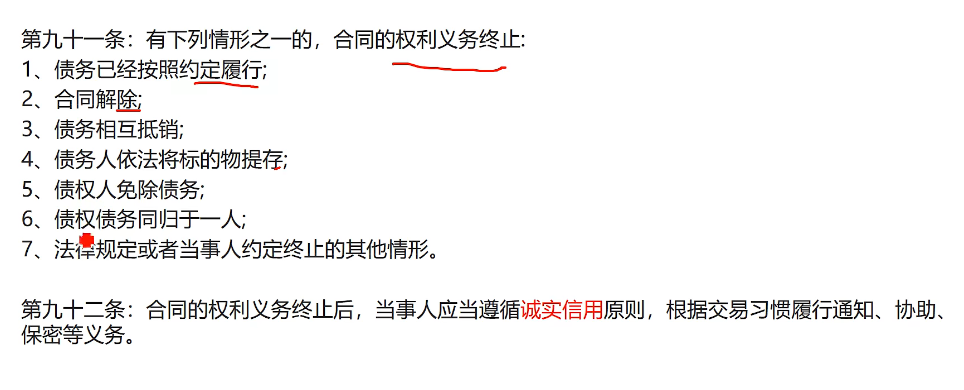 第九十一条：有下列情形之一的，合同的权利义务终止:
1、债务已经按照约定履行;
2、合同解除;
3、债务相互抵销;
4、债务人依法将标的物提存;
5、债权人免除债务;
6、债权债务同归于一人;
7、法律规定或者当事人约定终止的其他情形。
第九十二条：合同的权利义务终止后，当事人应当遵循诚实信用原则，根据交易习惯履行通知、协助、
保密等义务。